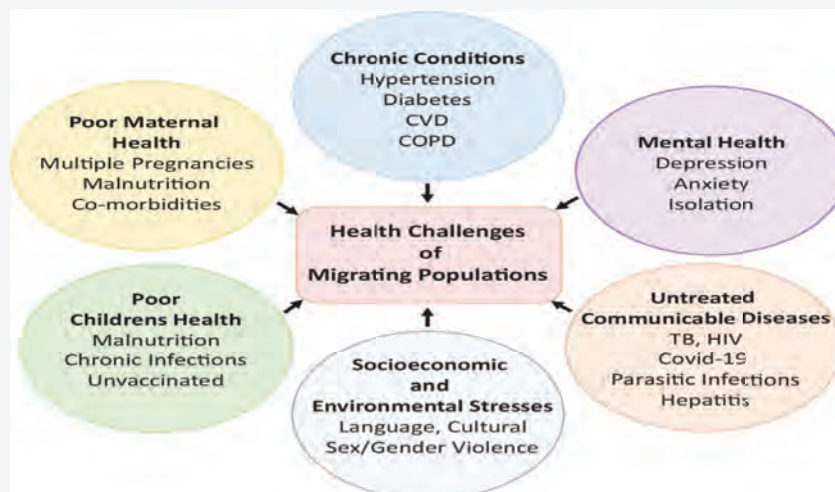 Chronic Conditions
Hypertension
Diabetes
CVD
COPD
Poor Maternal
Health
Multiple Pregnancies
Malnutrition
Co-morbidities
Mental Health
Depression
Anxiety
Isolation
Health Challenges
of
Migrating Populations
Poor
Childrens Health
Malnutrition
Chronic Infections
Unvaccinated
Socioeconomic
and
Environmental Stresses
Language, Cultural
Sex/Gender Violence
Untreated
Communicable Diseases
TB, HIV
Covid-19
Parasitic Infections
Hepatitis